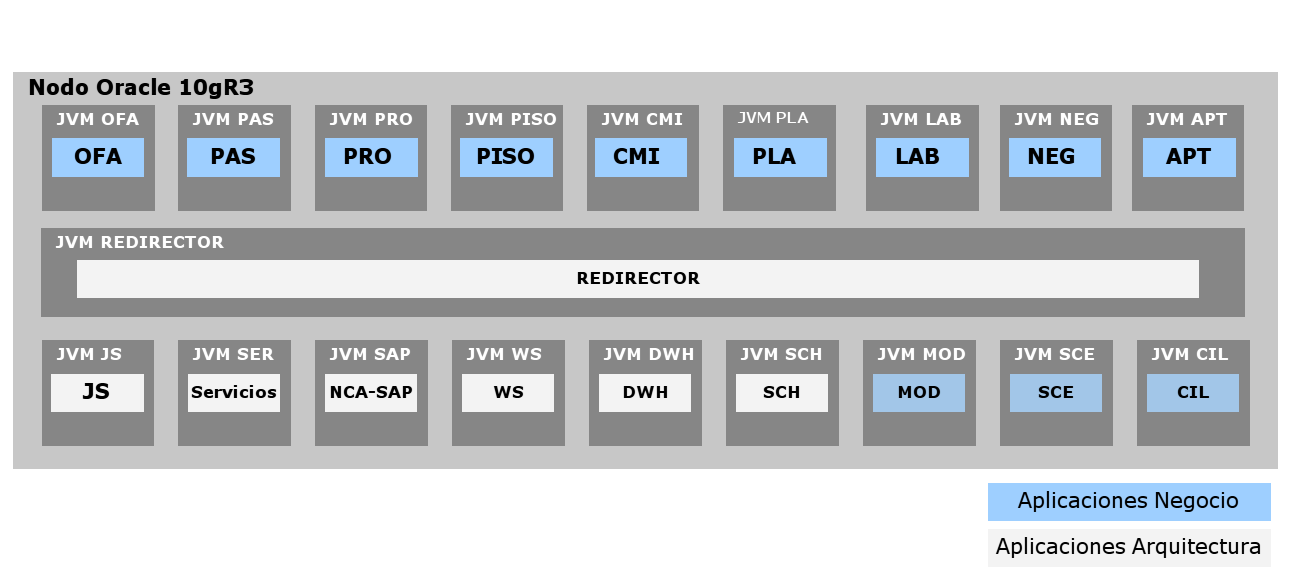 Nodo Oracle 10gR3
JVM OFA JVM PAS JVM PRO JVM PISO JVM CMI JVM PLA JVM LAB JVM NEG JVM APT
OFA PAS PRO PISO CMI PLA LAB NEG APT
JVM REDIRECTOR
REDIRECTOR
JVM JS JVM SER JVM SAP JVM WS JVM DWH JVM SCH JVM MOD JVM SCE JVM CIL
JS Servicios NCA-SAP WS DWH SCH MOD SCE CIL
Aplicaciones Negocio
Aplicaciones Arquitectura